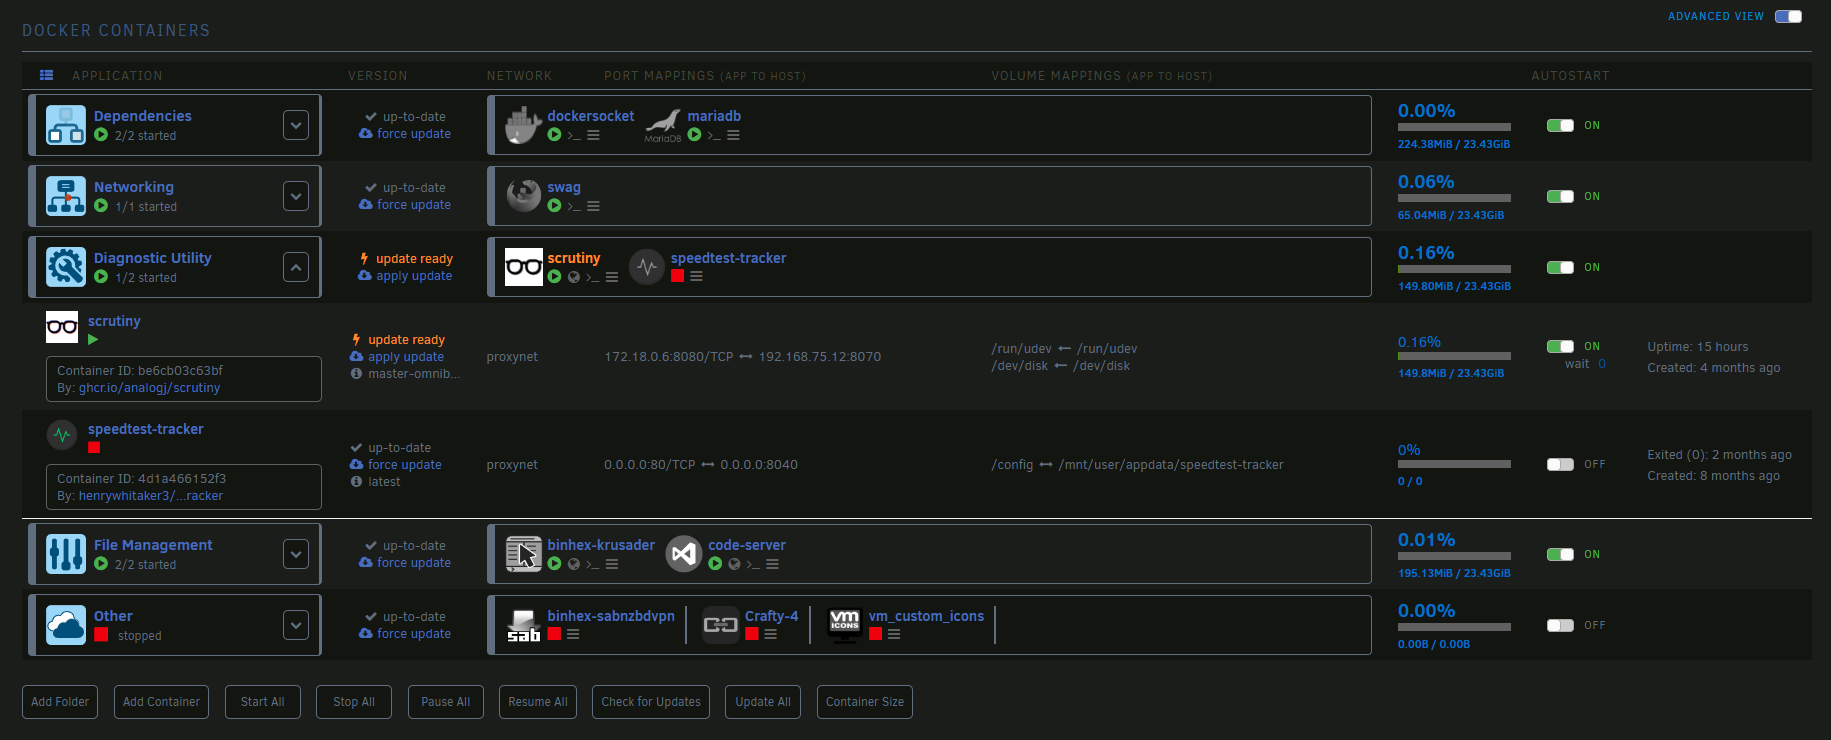 ADVANCED VIEW
DOCKER CONTAINERS
APPLICATION VERSION NETWORK PORT MAPPINGS (APP TO HOST) VOLUME MAPPINGS (APP TO HOST) AUTOSTART
Dependencies
2/2 started
up-to-date
force update
dockersocket
>_
MariaDB
mariadb
>_
0.00%
224.38MiB / 23.43GiB
ON
Networking
1/1 started
up-to-date
force update
swag
>_
0.06%
65.04MiB / 23.43GiB
ON
Diagnostic Utility
1/2 started
update ready
apply update
scrutiny
>_
speedtest-tracker
0.16%
149.80MiB / 23.43GiB
ON
scrutiny
Container ID: be6cb03c63bf
By: ghcr.io/analogj/scrutiny
update ready
apply update
master-omnib...
proxynet
172.18.0.6:8080/TCP ↔ 192.168.75.12:8070
/run/udev ← /run/udev
/dev/disk ← /dev/disk
0.16%
149.8MiB / 23.43GiB
ON
wait 0
Uptime: 15 hours
Created: 4 months ago
speedtest-tracker
Container ID: 4d1a466152f3
By: henrywhitaker3/...racker
up-to-date
force update
latest
proxynet
0.0.0.0:80/TCP ↔ 0.0.0.0:8040
/config ↔ /mnt/user/appdata/speedtest-tracker
0%
0 / 0
OFF
Exited (0): 2 months ago
Created: 8 months ago
File Management
2/2 started
up-to-date
force update
binhex-krusader
>_
code-server
>_
0.01%
195.13MiB / 23.43GiB
ON
Other
stopped
up-to-date
force update
sab
binhex-sabnzbdvpn
Crafty-4
vm
ICONS
vm_custom_icons
0.00%
0.00B / 0.00B
OFF
Add Folder Add Container Start All Stop All Pause All Resume All Check for Updates Update All Container Size